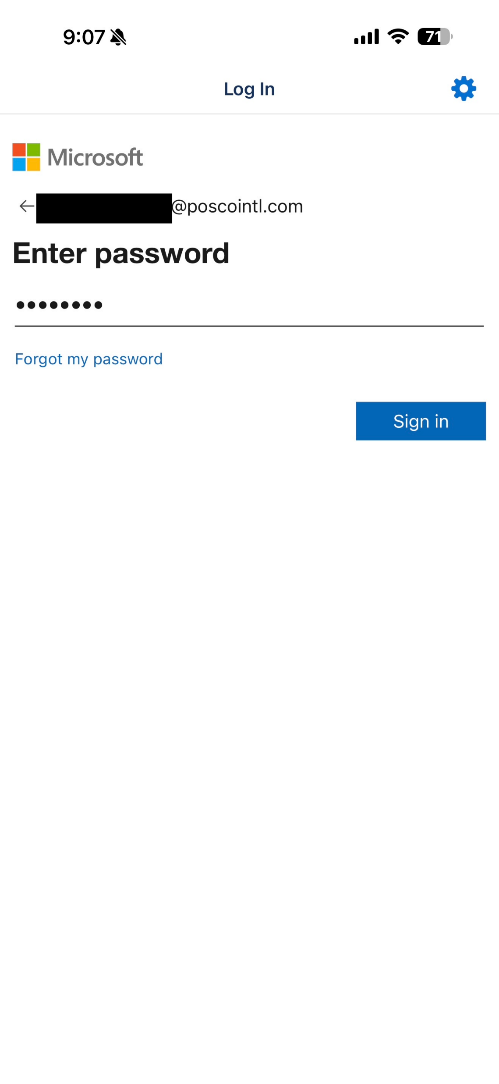 9:07
71
Log In
Microsoft
@poscointl.com
Enter password
Forgot my password
Sign in